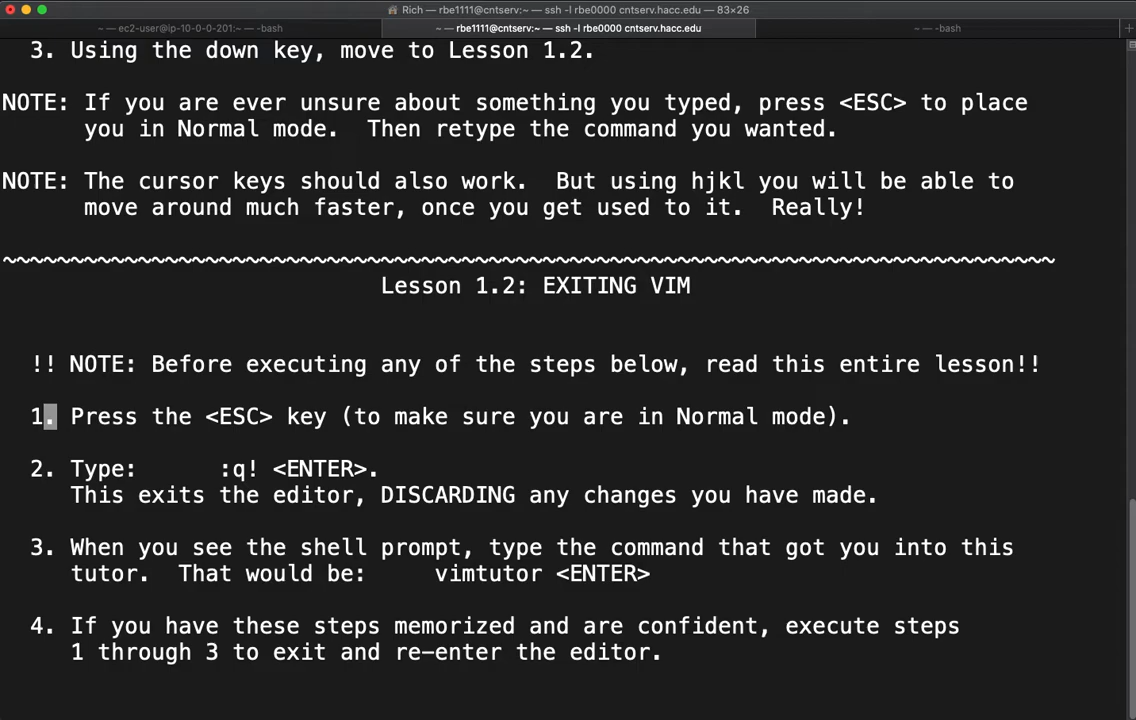 Rich — rbe1111@cntserv:~ — ssh -l rbe0000 cntserv.hacc.edu — 83×26
~ — ec2-user@ip-10-0-0-201:~ — -bash
~ — rbe1111@cntserv:~ — ssh -l rbe0000 cntserv.hacc.edu
~ — -bash
3. Using the down key, move to Lesson 1.2.
NOTE: If you are ever unsure about something you typed, press <ESC> to place
you in Normal mode.  Then retype the command you wanted.
NOTE: The cursor keys should also work.  But using hjkl you will be able to
move around much faster, once you get used to it.  Really!
~~~~~~~~~~~~~~~~~~~~~~~~~~~~~~~~~~~~~~~~~~~~~~~~~~~~~~~~~~~~~~~~~~~~~~~~~~~~~~
Lesson 1.2: EXITING VIM
!! NOTE: Before executing any of the steps below, read this entire lesson!!
1. Press the <ESC> key (to make sure you are in Normal mode).
2. Type:      :q! <ENTER>.
This exits the editor, DISCARDING any changes you have made.
3. When you see the shell prompt, type the command that got you into this
tutor.  That would be:     vimtutor <ENTER>
4. If you have these steps memorized and are confident, execute steps
1 through 3 to exit and re-enter the editor.